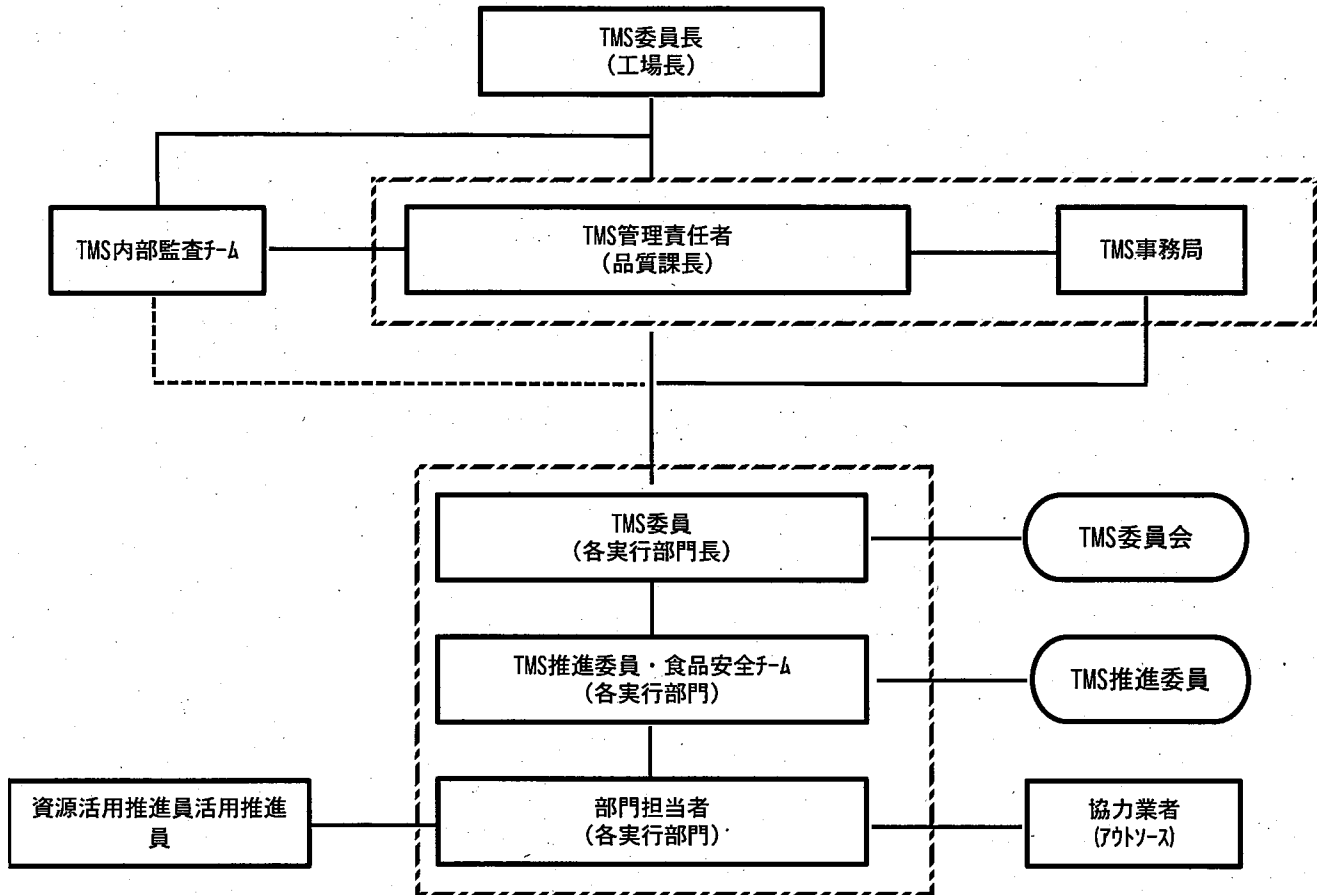 TMS委員長
(工場長)
TMS内部監査ﾁｰﾑ
TMS管理責任者
(品質課長)
TMS事務局
TMS委員
(各実行部門長)
TMS委員会
TMS推進委員・食品安全ﾁｰﾑ
(各実行部門)
TMS推進委員
資源活用推進員活用推進
員
部門担当者
(各実行部門)
協力業者
(ｱｳﾄｿｰｽ)